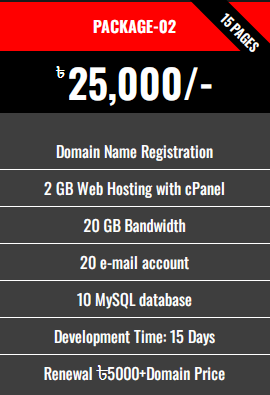 PACKAGE-02
15 PAGES
৳ 25,000/-
Domain Name Registration
2 GB Web Hosting with cPanel
20 GB Bandwidth
20 e-mail account
10 MySQL database
Development Time: 15 Days
Renewal ৳5000+Domain Price